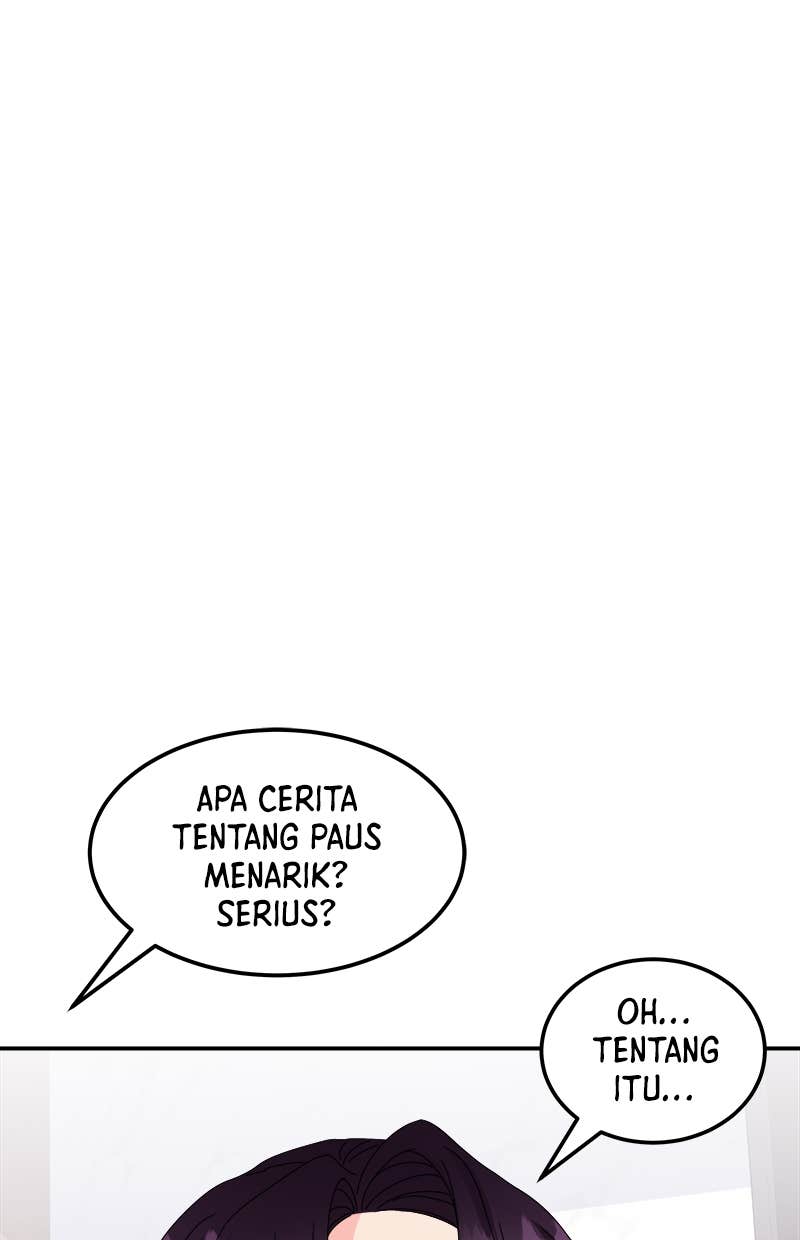 APA CERITA
TENTANG PAUS
MENARIK?
SERIUS?
OH...
TENTANG
ITU...